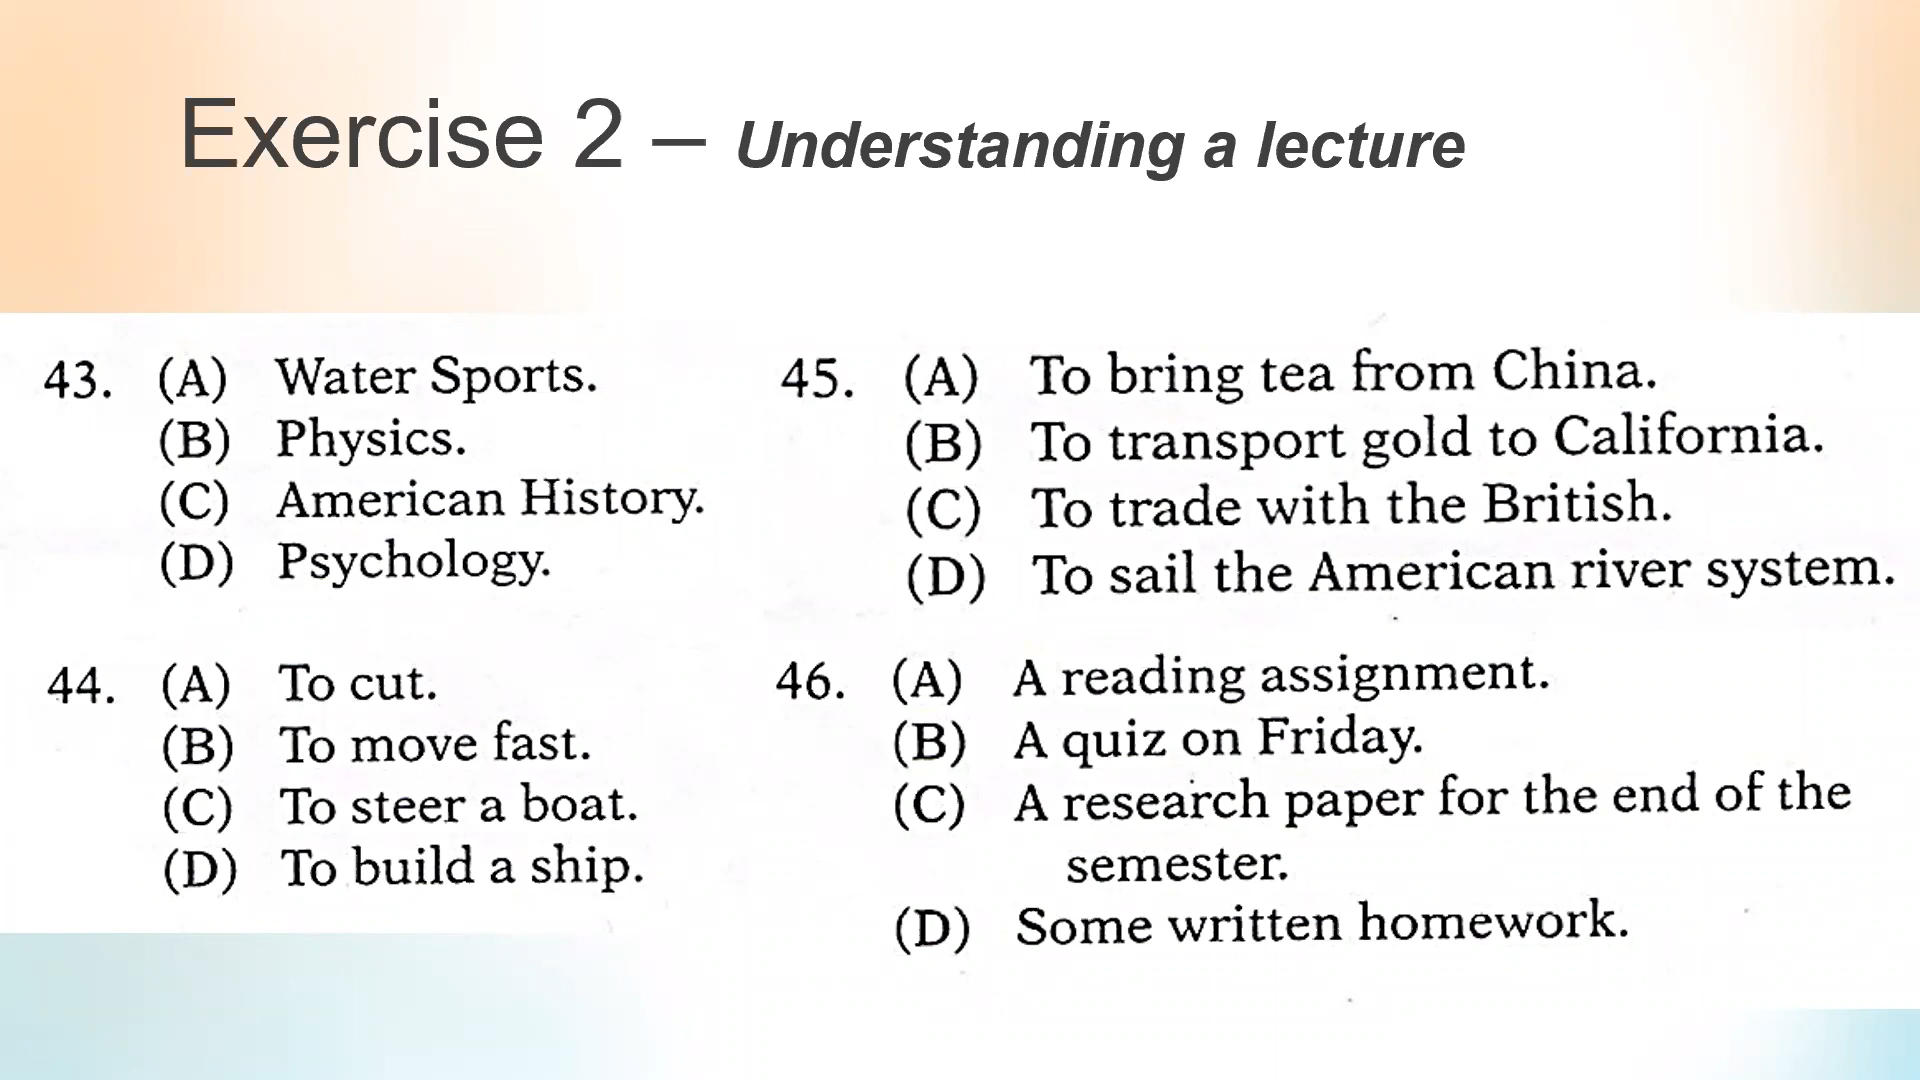 Exercise 2 – Understanding a lecture
43. (A) Water Sports.
(B) Physics.
(C) American History.
(D) Psychology.
44. (A) To cut.
(B) To move fast.
(C) To steer a boat.
(D) To build a ship.
45. (A) To bring tea from China.
(B) To transport gold to California.
(C) To trade with the British.
(D) To sail the American river system.
46. (A) A reading assignment.
(B) A quiz on Friday.
(C) A research paper for the end of the
semester.
(D) Some written homework.